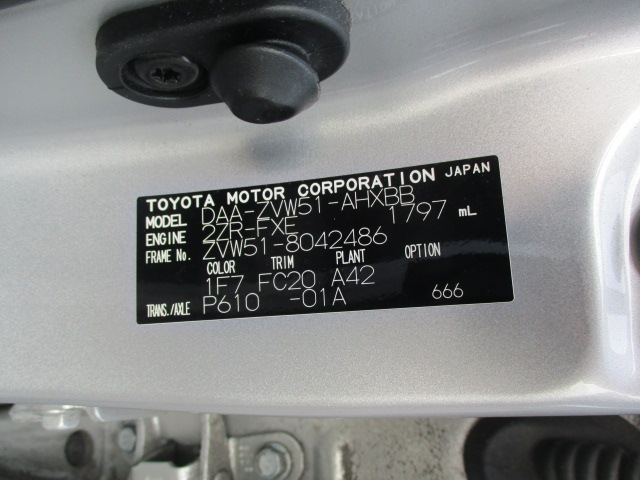 TOYOTA MOTOR CORPORATION JAPAN
MODEL DAA-ZVW51-AHXBB
ENGINE 2ZR-FXE 1797 mL
FRAME No. ZVW51-8042486
COLOR TRIM PLANT OPTION
1F7 FC20 A42
TRANS./AXLE P610 -01A 666